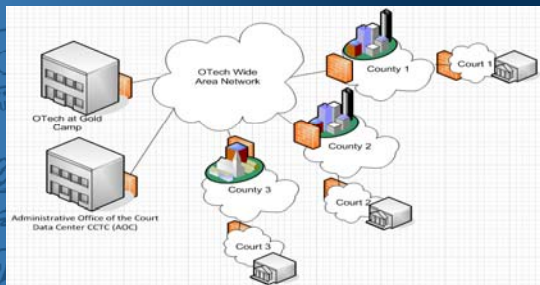 OTech Wide
Area Network
County 1
Court 1
OTech at Gold
Camp
County 2
Administrative Office of the Court
Data Center CCTC (AOC)
County 3
Court 2
Court 3